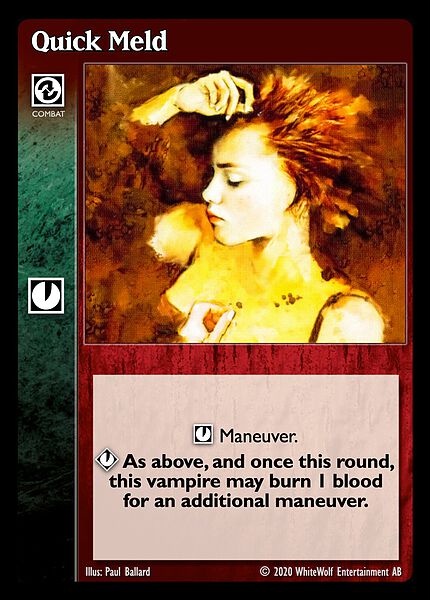 Quick Meld
COMBAT
Maneuver.
As above, and once this round,
this vampire may burn 1 blood
for an additional maneuver.
Illus: Paul Ballard
© 2020 WhiteWolf Entertainment AB